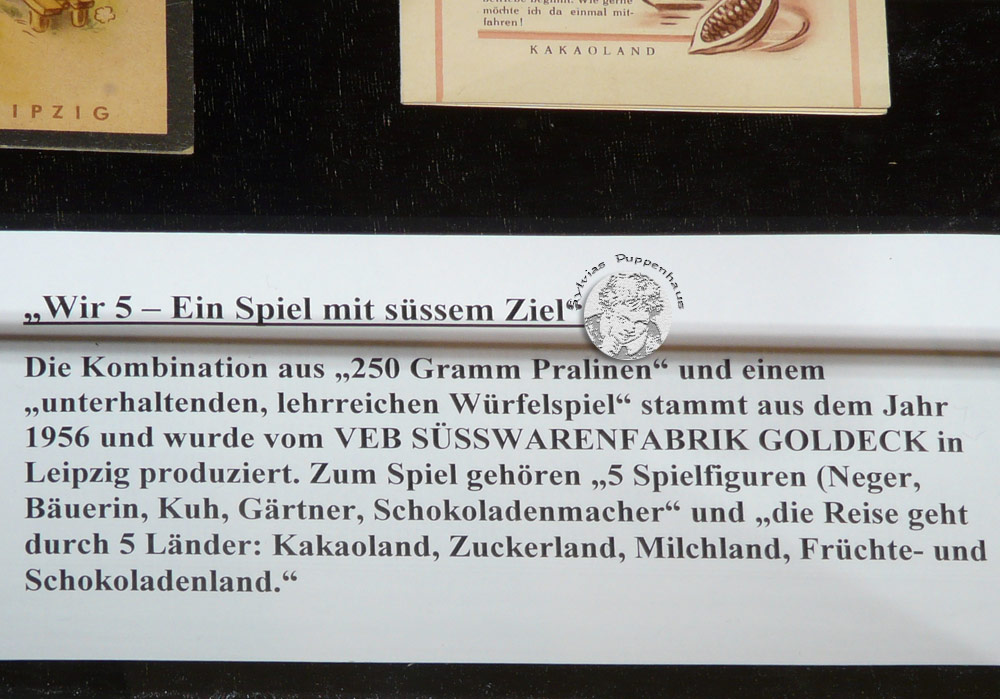 IPZIG
möchte ich da einmal mit-
fahren!
KAKAOLAND
Sylvias Puppenhaus
„Wir 5 – Ein Spiel mit süssem Ziel“
Die Kombination aus „250 Gramm Pralinen“ und einem
„unterhaltenden, lehrreichen Würfelspiel“ stammt aus dem Jahr
1956 und wurde vom VEB SÜSSWARENFABRIK GOLDECK in
Leipzig produziert. Zum Spiel gehören „5 Spielfiguren (Neger,
Bäuerin, Kuh, Gärtner, Schokoladenmacher“ und „die Reise geht
durch 5 Länder: Kakaoland, Zuckerland, Milchland, Früchte- und
Schokoladenland.“